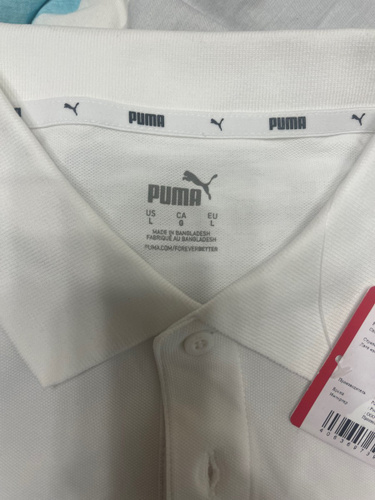 PUMA PUMA
PUMA
US CA EU
L G L
MADE IN BANGLADESH
FABRIQUÉ AU BANGLADESH
PUMA.COM/FOREVERBETTER